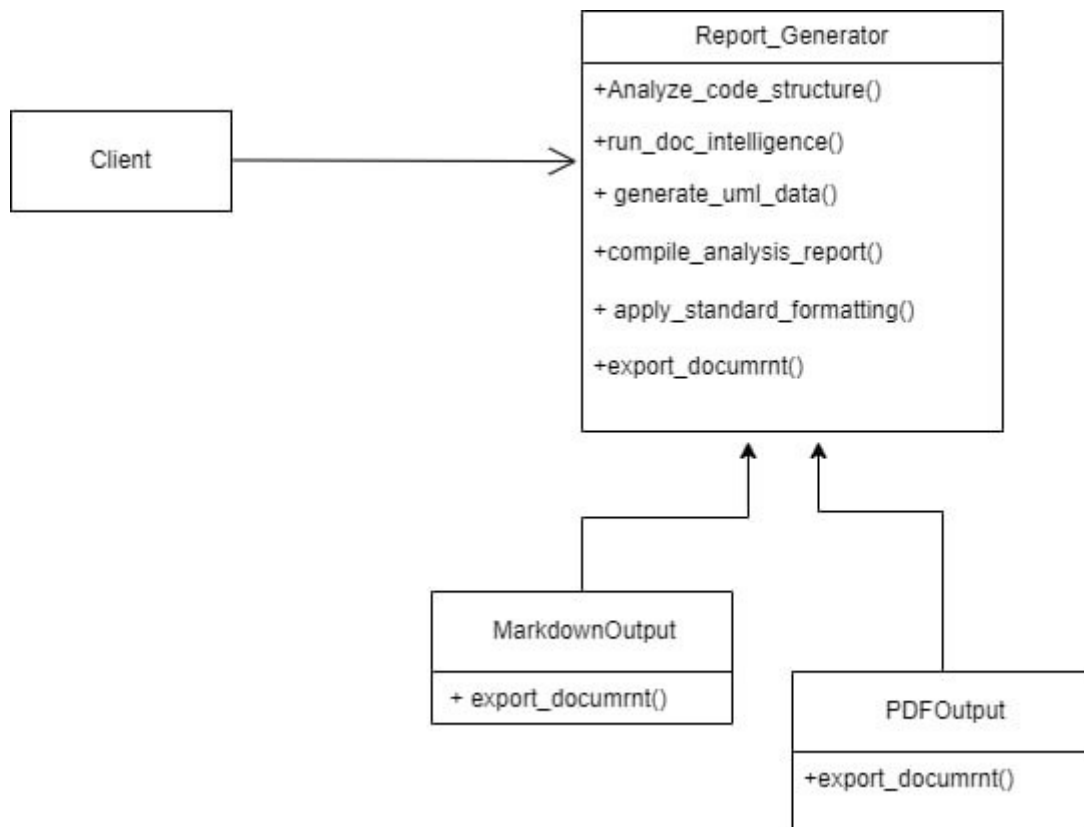 Report_Generator
+Analyze_code_structure()
Client
+run_doc_intelligence()
+ generate_uml_data()
+compile_analysis_report()
+ apply_standard_formatting()
+export_documrnt()
MarkdownOutput
+ export_documrnt()
PDFOutput
+export_documrnt()